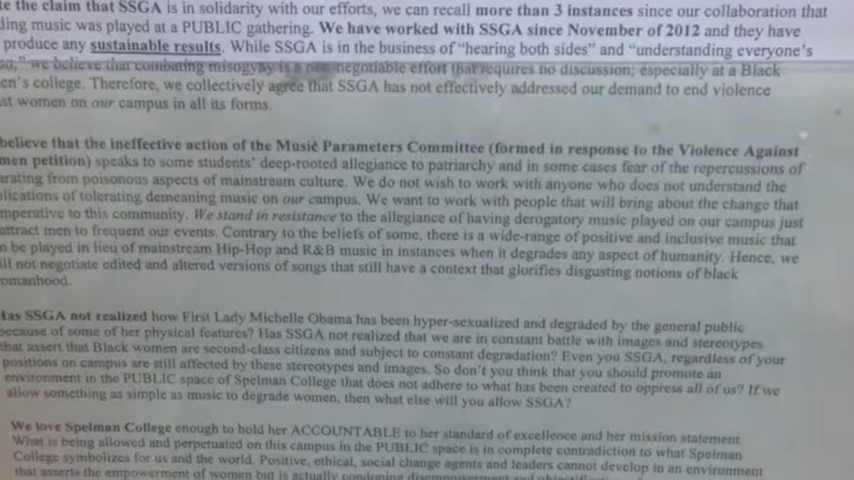 te the claim that SSGA is in solidarity with our efforts, we can recall more than 3 instances since our collaboration that
ding music was played at a PUBLIC gathering. We have worked with SSGA since November of 2012 and they have
produce any sustainable results. While SSGA is in the business of "hearing both sides" and "understanding everyone's
we believe that combating misogyny is a non-negotiable effort that requires no discussion; especially at a Black
en's college. Therefore, we collectively agree that SSGA has not effectively addressed our demand to end violence
st women on our campus in all its forms.
believe that the ineffective action of the Music Parameters Committee (formed in response to the Violence Against
men petition) speaks to some students' deep-rooted allegiance to patriarchy and in some cases fear of the repercussions of
arating from poisonous aspects of mainstream culture. We do not wish to work with anyone who does not understand the
plications of tolerating demeaning music on our campus. We want to work with people that will bring about the change that
mperative to this community. We stand in resistance to the allegiance of having derogatory music played on our campus just
attract men to frequent our events. Contrary to the beliefs of some, there is a wide-range of positive and inclusive music that
n be played in lieu of mainstream Hip-Hop and R&B music in instances when it degrades any aspect of humanity. Hence, we
ill not negotiate edited and altered versions of songs that still have a context that glorifies disgusting notions of black
omanhood.
Has SSGA not realized how First Lady Michelle Obama has been hyper-sexualized and degraded by the general public
because of some of her physical features? Has SSGA not realized that we are in constant battle with images and stereotypes
that assert that Black women are second-class citizens and subject to constant degradation? Even you SSGA, regardless of your
positions on campus are still affected by these stereotypes and images. So don't you think that you should promote an
environment in the PUBLIC space of Spelman College that does not adhere to what has been created to oppress all of us? If we
allow something as simple as music to degrade women, then what else will you allow SSGA?
We love Spelman College enough to hold her ACCOUNTABLE to her standard of excellence and her mission statement.
What is being allowed and perpetuated on this campus in the PUBLIC space is in complete contradiction to what Spelman
College symbolizes for us and the world. Positive, ethical, social change agents and leaders cannot develop in an environment
that asserts the empowerment of women but is actually condoning disempowerment and